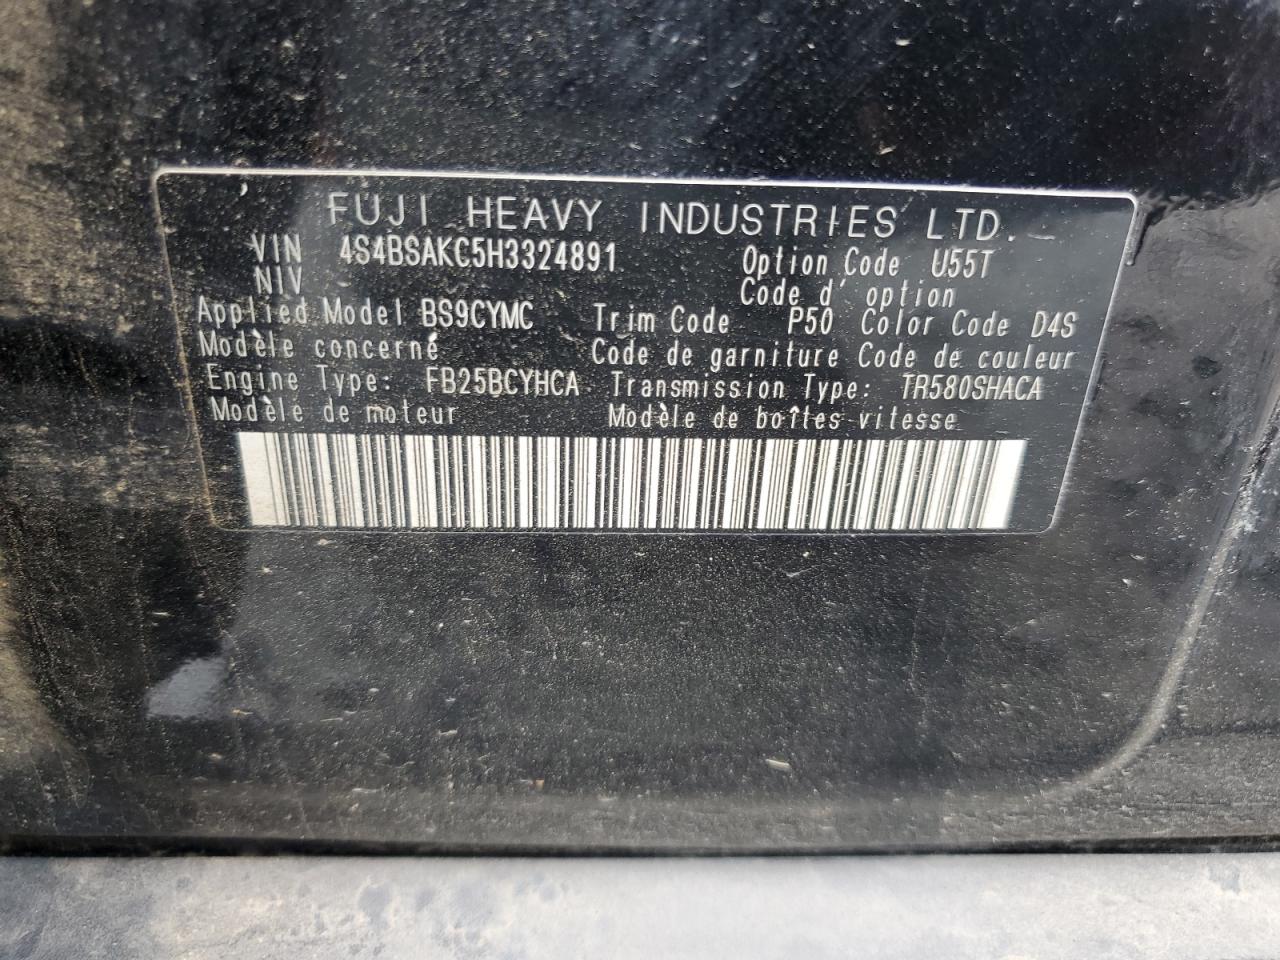 FUJI HEAVY INDUSTRIES LTD.
VIN 4S4BSAKC5H3324891 Option Code U55T
NIV Code d'option
Applied Model BS9CYMC Trim Code P50 Color Code D4S
Modèle concerné Code de garniture Code de couleur
Engine Type: FB25BCYHCA Transmission Type: TR580SHACA
Modèle de moteur Modèle de boîtes vitesse